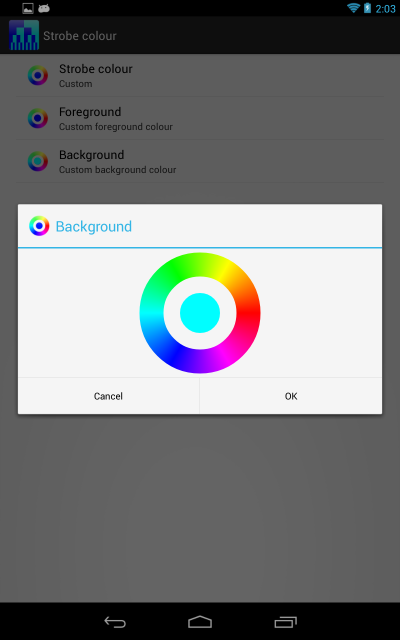 2:03
Strobe colour
Strobe colour
Custom
Foreground
Custom foreground colour
Background
Custom background colour
Background
Cancel
OK